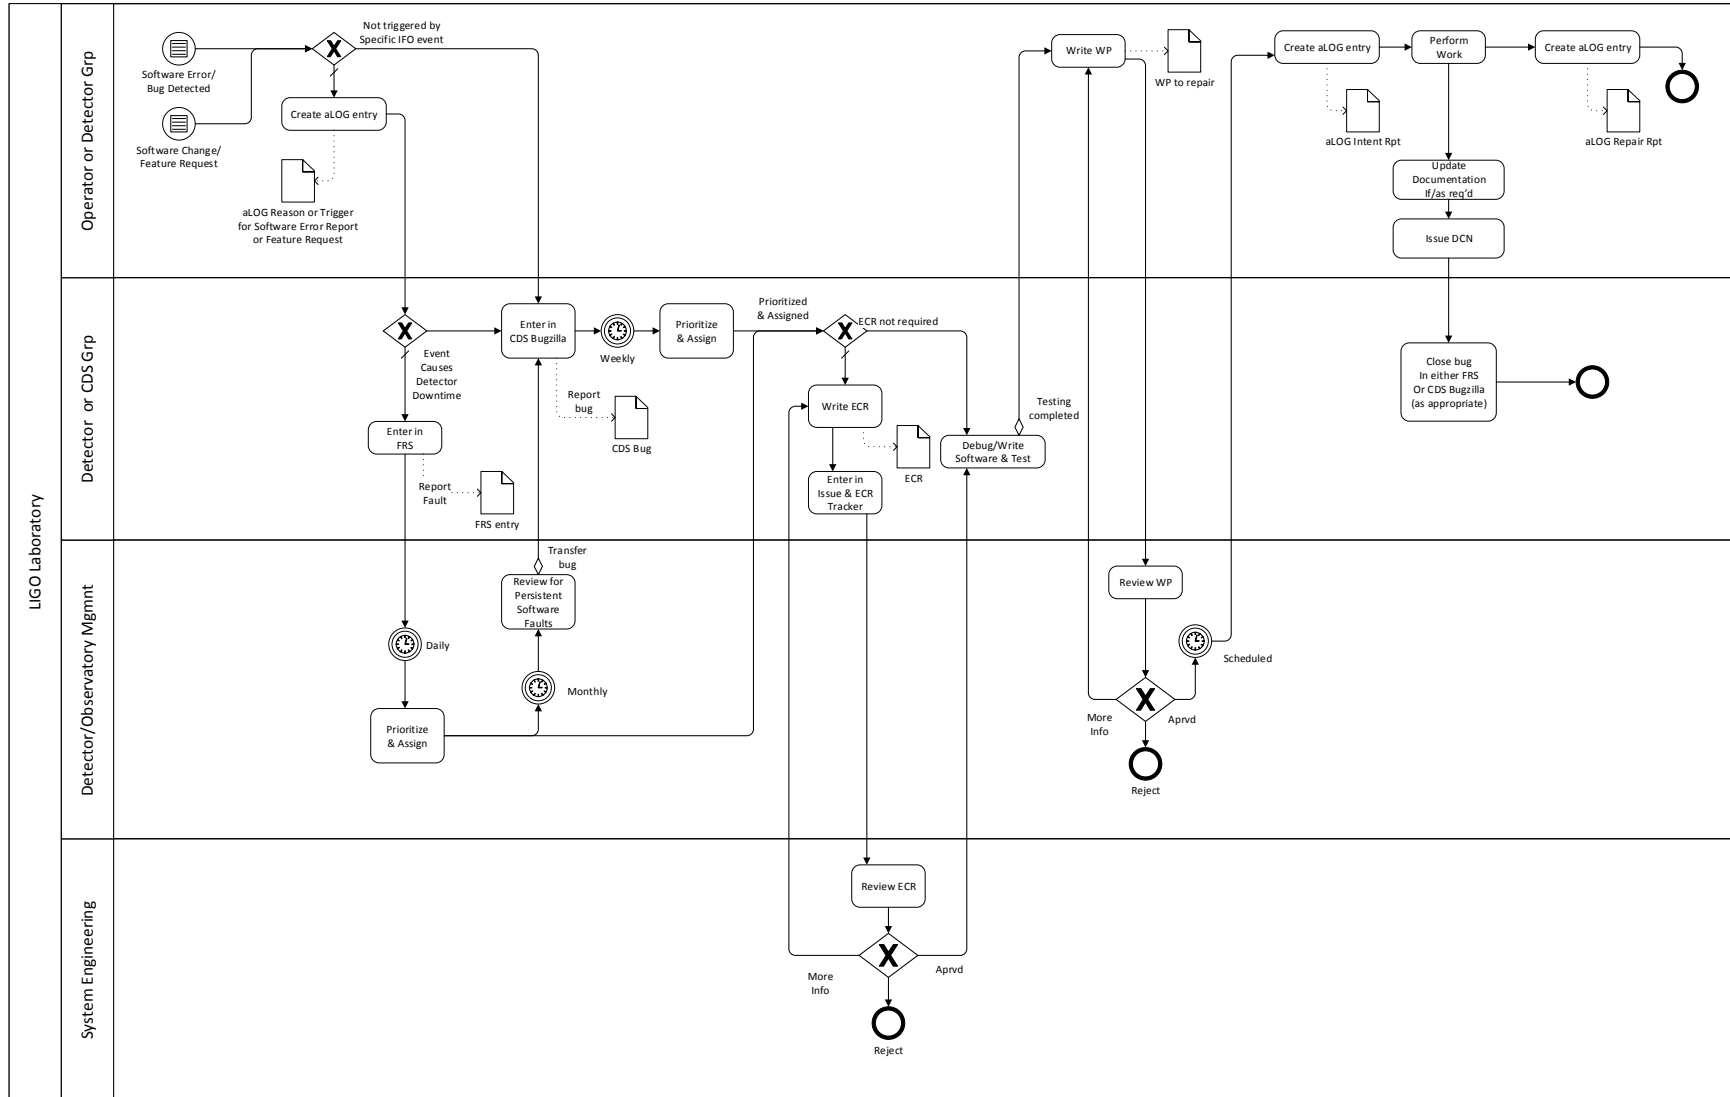 LIGO Laboratory
Operator or Detector Grp
Software Error/
Bug Detected
Software Change/
Feature Request
Not triggered by
Specific IFO event
X
Create aLOG entry
aLOG Reason or Trigger
for Software Error Report
or Feature Request
Write WP
WP to repair
Create aLOG entry
aLOG Intent Rpt
Perform
Work
Create aLOG entry
aLOG Repair Rpt
Update
Documentation
If/as req'd
Issue DCN
Detector or CDS Grp
X
Event
Causes
Detector
Downtime
Enter in
FRS
Report
Fault
FRS entry
Enter in
CDS Bugzilla
Report
bug
CDS Bug
Weekly
Prioritize
& Assign
Prioritized
& Assigned
X
ECR not required
Write ECR
ECR
Enter in
Issue & ECR
Tracker
Debug/Write
Software & Test
Testing
completed
Close bug
In either FRS
Or CDS Bugzilla
(as appropriate)
Detector/Observatory Mgmnt
Daily
Prioritize
& Assign
Transfer
bug
Review for
Persistent
Software
Faults
Monthly
Review WP
Scheduled
X
More
Info
Aprvd
Reject
System Engineering
Review ECR
X
More
Info
Aprvd
Reject